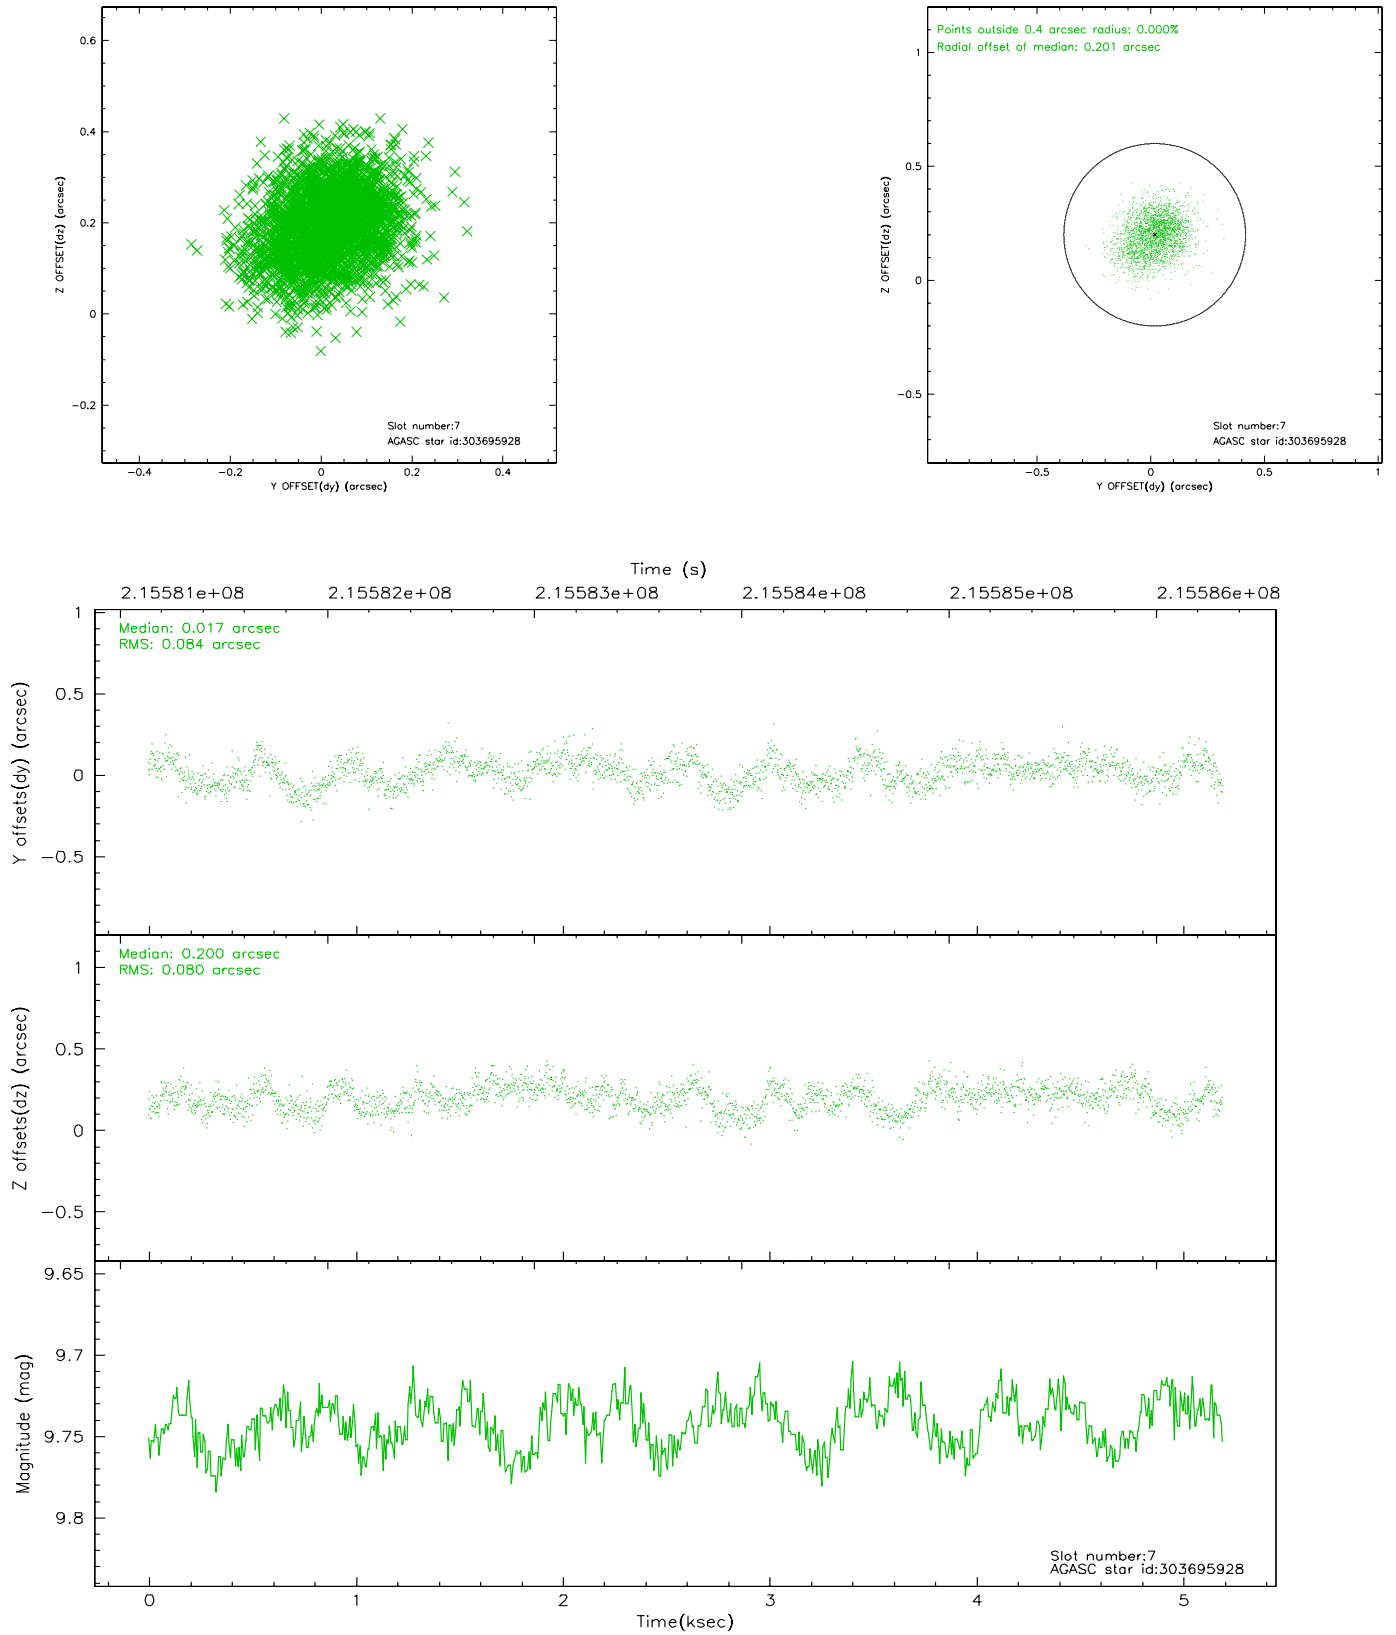 0.6
0.4
0.2
0
−0.2
Z OFFSET(dz) (arcsec)
Slot number:7
AGASC star id:303695928
−0.4 −0.2 0 0.2 0.4
Y OFFSET(dy) (arcsec)
Points outside 0.4 arcsec radius: 0.000%
Radial offset of median: 0.201 arcsec
1
0.5
0
−0.5
Z OFFSET(dz) (arcsec)
Slot number:7
AGASC star id:303695928
−0.5 0 0.5 1
Y OFFSET(dy) (arcsec)
Time (s)
2.15581e+08 2.15582e+08 2.15583e+08 2.15584e+08 2.15585e+08 2.15586e+08
Median: 0.017 arcsec
RMS: 0.084 arcsec
1
0.5
0
−0.5
Y offsets(dy) (arcsec)
Median: 0.200 arcsec
RMS: 0.080 arcsec
1
0.5
0
−0.5
Z offsets(dz) (arcsec)
9.65
9.7
9.75
9.8
Magnitude (mag)
Slot number:7
AGASC star id:303695928
0 1 2 3 4 5
Time(ksec)